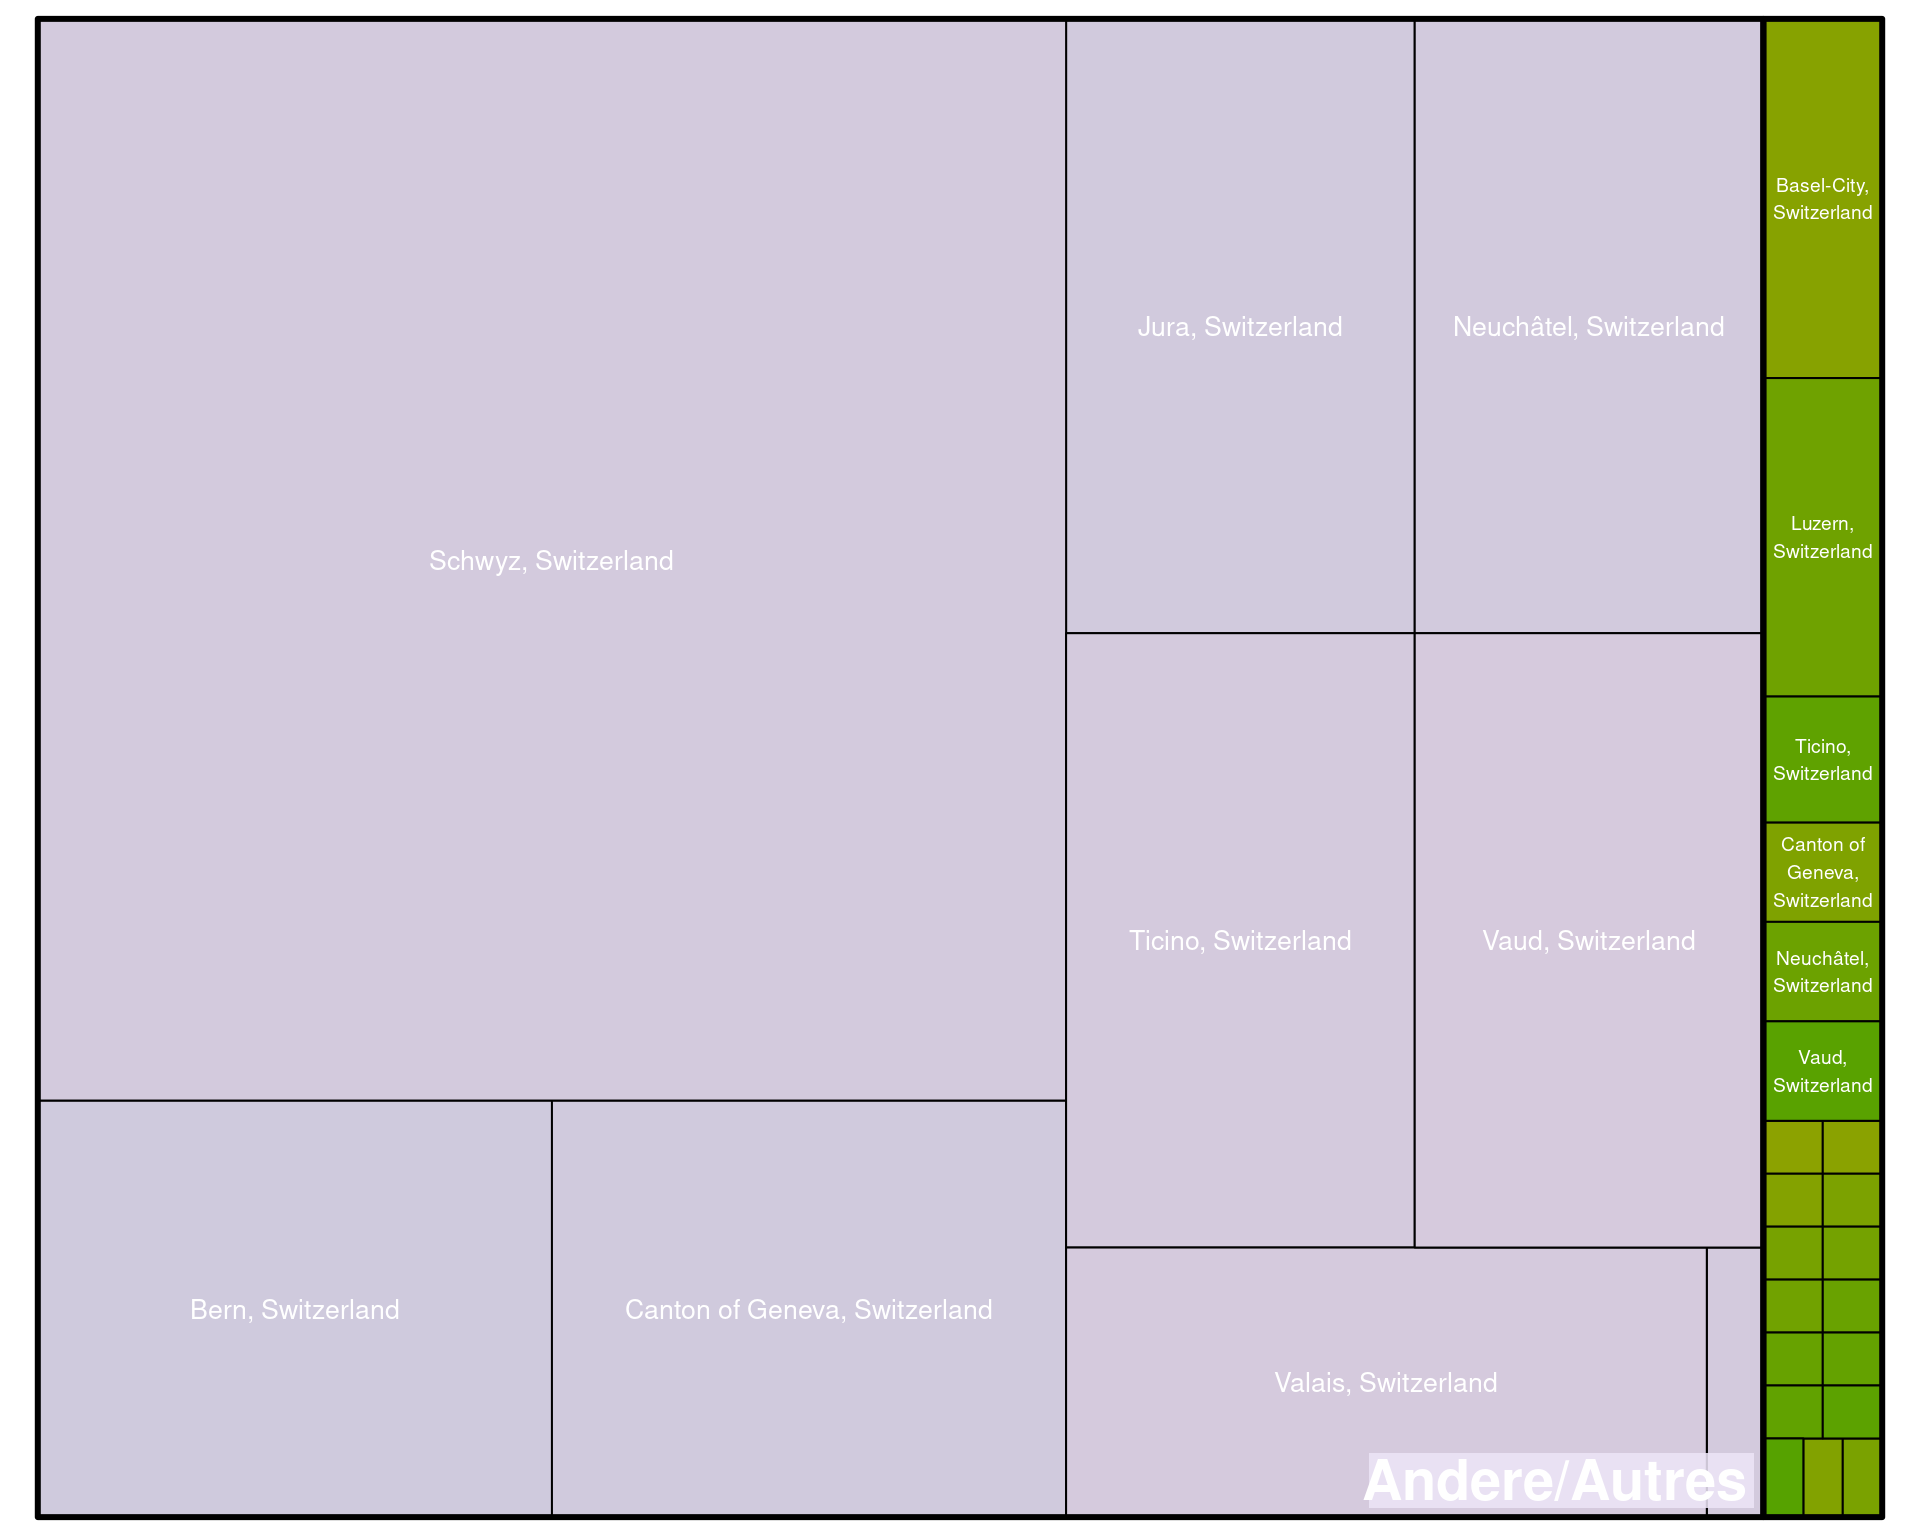 Schwyz, Switzerland
Bern, Switzerland
Canton of Geneva, Switzerland
Jura, Switzerland
Neuchâtel, Switzerland
Ticino, Switzerland
Vaud, Switzerland
Valais, Switzerland
Andere/Autres
Basel-City,
Switzerland
Luzern,
Switzerland
Ticino,
Switzerland
Canton of
Geneva,
Switzerland
Neuchâtel,
Switzerland
Vaud,
Switzerland